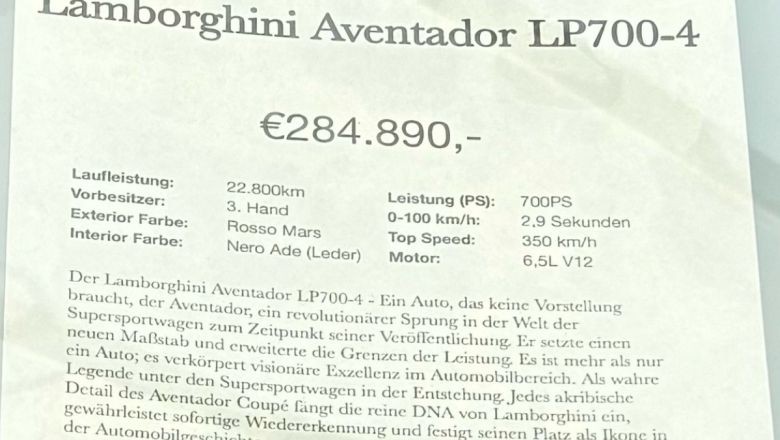 Lamborghini Aventador LP700-4
€284.890,-
Laufleistung: 22.800km
Vorbesitzer: 3. Hand
Exterior Farbe: Rosso Mars
Interior Farbe: Nero Ade (Leder)
Leistung (PS): 700PS
0-100 km/h: 2,9 Sekunden
Top Speed: 350 km/h
Motor: 6,5L V12
Der Lamborghini Aventador LP700-4 - Ein Auto, das keine Vorstellung
braucht, der Aventador, ein revolutionärer Sprung in der Welt der
Supersportwagen zum Zeitpunkt seiner Veröffentlichung. Er setzte einen
neuen Maßstab und erweiterte die Grenzen der Leistung. Es ist mehr als nur
ein Auto; es verkörpert visionäre Exzellenz im Automobilbereich. Als wahre
Legende unter den Supersportwagen in der Entstehung. Jedes akribische
Detail des Aventador Coupé fängt die reine DNA von Lamborghini ein,
gewährleistet sofortige Wiedererkennung und festigt seinen Platz als Ikone in
der